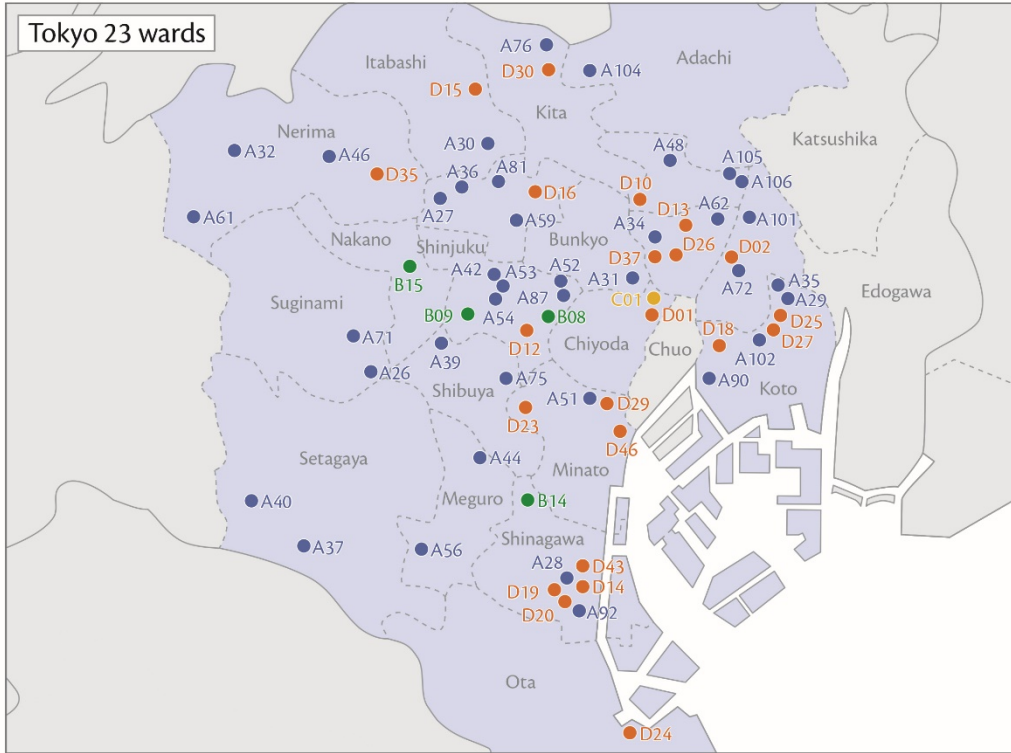 Tokyo 23 wards
A76
Itabashi
D30
A104
Adachi
D15
Kita
Nerima
A30
Katsushika
A32
A46
A48
A105
A81
A36
D35
D16
D10
A106
A27
D13
A62
A61
A59
A34
A101
Nakano
Shinjuku
Bunkyo
D37
D26
D02
B15
A42
A53
A52
A31
A72
A35
Suginami
A54
A87
C01
A29
Edogawa
B09
B08
D01
D25
D12
D18
D27
A71
Chiyoda
Chuo
A39
A102
A26
A75
A90
Koto
Shibuya
A51
D29
D23
D46
Setagaya
A44
Minato
Meguro
B14
A40
Shinagawa
A37
A56
A28
D43
D19
D14
D20
A92
Ota
D24